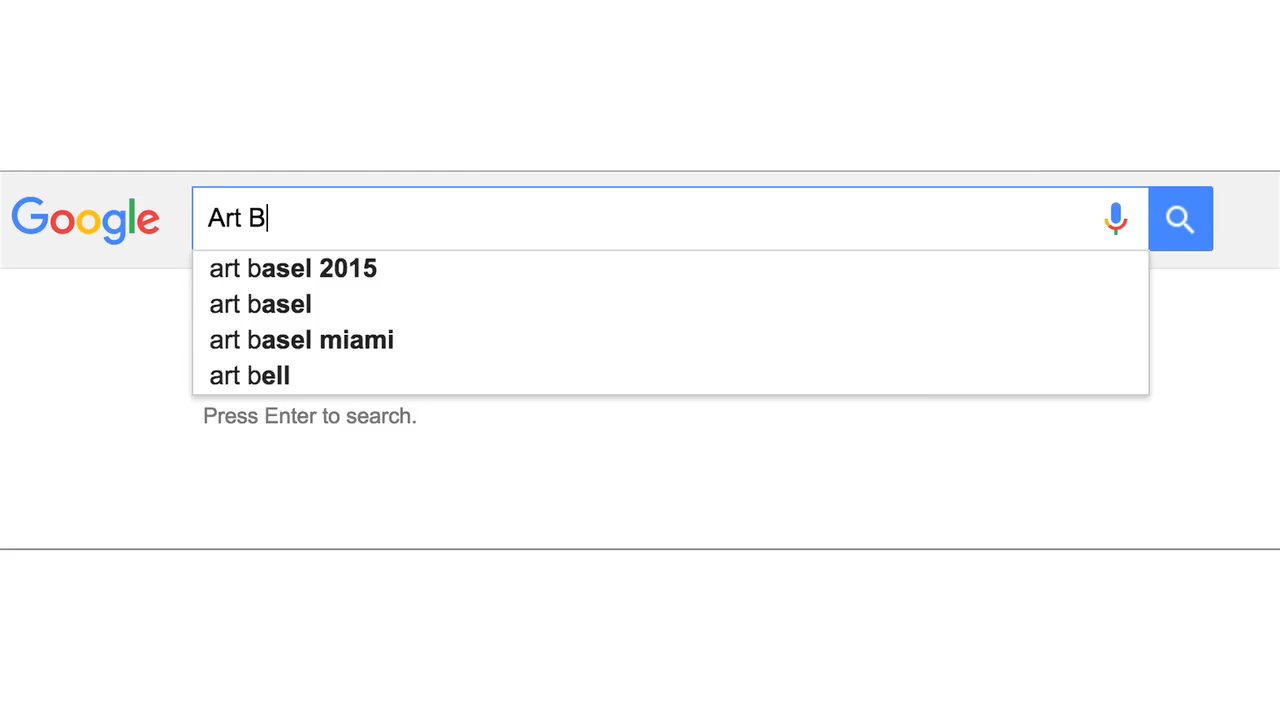 Google
Art B
art basel 2015
art basel
art basel miami
art bell
Press Enter to search.